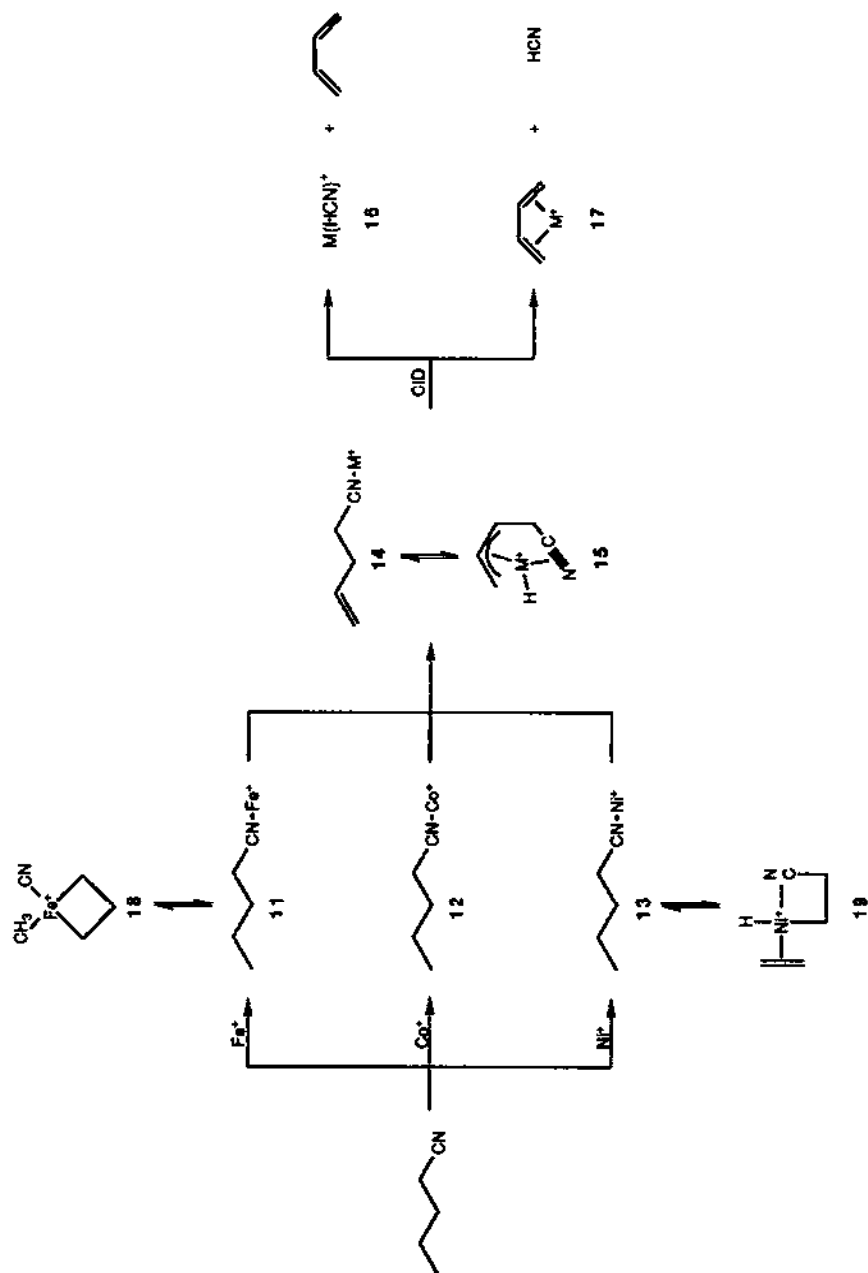 CN
Fe⁺
Co⁺
Ni⁺
CH₃
CN
Fe⁺
18
CN-Fe⁺
11
CN-Co⁺
12
CN-Ni⁺
13
H
N
Ni⁺
C
19
CN-M⁺
14
M⁺
H
C
N
15
CID
M(HCN)⁺ +
16
M⁺
+ HCN
17